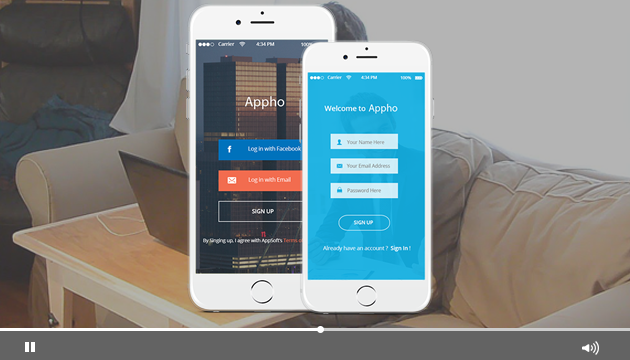 Carrier 4:34 PM 100%
Appho
Log in with Facebook
Log in with Email
SIGN UP
By Singing up, I agree with AppSoft's Terms
Carrier 4:34 PM 100%
Welcome to Appho
Your Name Here
Your Email Address
Password Here
SIGN UP
Already have an account ? Sign In !